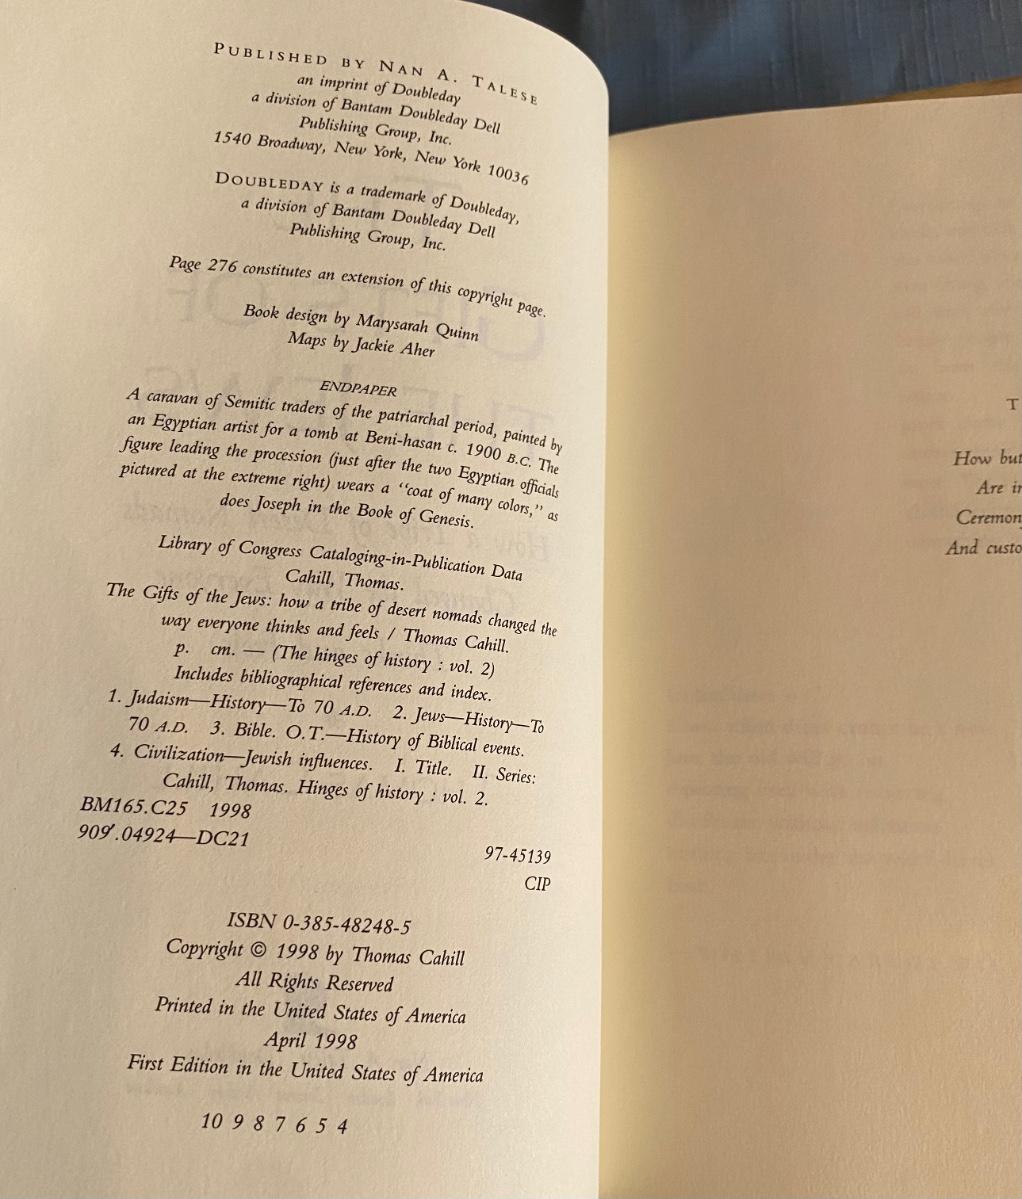 PUBLISHED BY NAN A. TALESE
an imprint of Doubleday
a division of Bantam Doubleday Dell
Publishing Group, Inc.
1540 Broadway, New York, New York 10036
DOUBLEDAY is a trademark of Doubleday,
a division of Bantam Doubleday Dell
Publishing Group, Inc.
Page 276 constitutes an extension of this copyright page.
Book design by Marysarah Quinn
Maps by Jackie Aher
ENDPAPER
A caravan of Semitic traders of the patriarchal period, painted by
an Egyptian artist for a tomb at Beni-hasan c. 1900 B.C. The
figure leading the procession (just after the two Egyptian officials
pictured at the extreme right) wears a “coat of many colors,” as
does Joseph in the Book of Genesis.
Library of Congress Cataloging-in-Publication Data
Cahill, Thomas.
The Gifts of the Jews: how a tribe of desert nomads changed the
way everyone thinks and feels / Thomas Cahill.
p. cm. — (The hinges of history : vol. 2)
Includes bibliographical references and index.
1. Judaism—History—To 70 A.D. 2. Jews—History—To
70 A.D. 3. Bible. O.T.—History of Biblical events.
4. Civilization—Jewish influences. I. Title. II. Series:
Cahill, Thomas. Hinges of history : vol. 2.
BM165.C25 1998
909′.04924—DC21
97-45139
CIP
ISBN 0-385-48248-5
Copyright © 1998 by Thomas Cahill
All Rights Reserved
Printed in the United States of America
April 1998
First Edition in the United States of America
10 9 8 7 6 5 4
T
How but
Are in
Ceremon
And custo